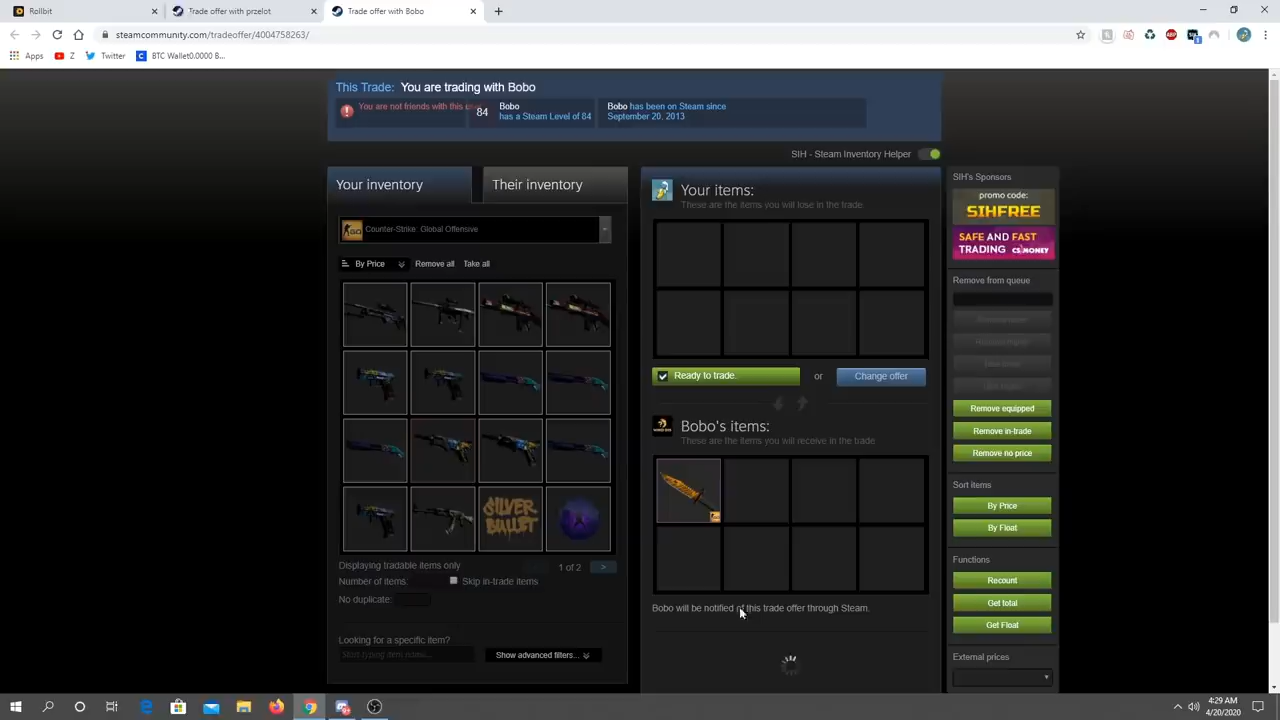 Rollbit
Trade offer with przelot
Trade offer with Bobo
steamcommunity.com/tradeoffer/4004758263/
Apps
Z
Twitter
BTC Wallet0.0000 B...
This Trade: You are trading with Bobo
You are not friends with this
84
Bobo
has a Steam Level of 84
Bobo has been on Steam since
September 20, 2013
SIH - Steam Inventory Helper
Your inventory
Their inventory
Counter-Strike: Global Offensive
By Price
Remove all
Take all
SILVER
BULLET
Displaying tradable items only
1 of 2
>
Number of items:
Skip in-trade items
No duplicate:
Looking for a specific item?
Start typing item name...
Show advanced filters...
Your items:
These are the items you will lose in the trade.
Ready to trade.
or
Change offer
Bobo's items:
These are the items you will receive in the trade.
Bobo will be notified of this trade offer through Steam.
SIH's Sponsors
promo code:
SIHFREE
SAFE AND FAST
TRADING CS.MONEY
Remove from queue
Remove equipped
Remove in-trade
Remove no price
Sort items
By Price
By Float
Functions
Recount
Get total
Get Float
External prices
4:29 AM
4/20/2020